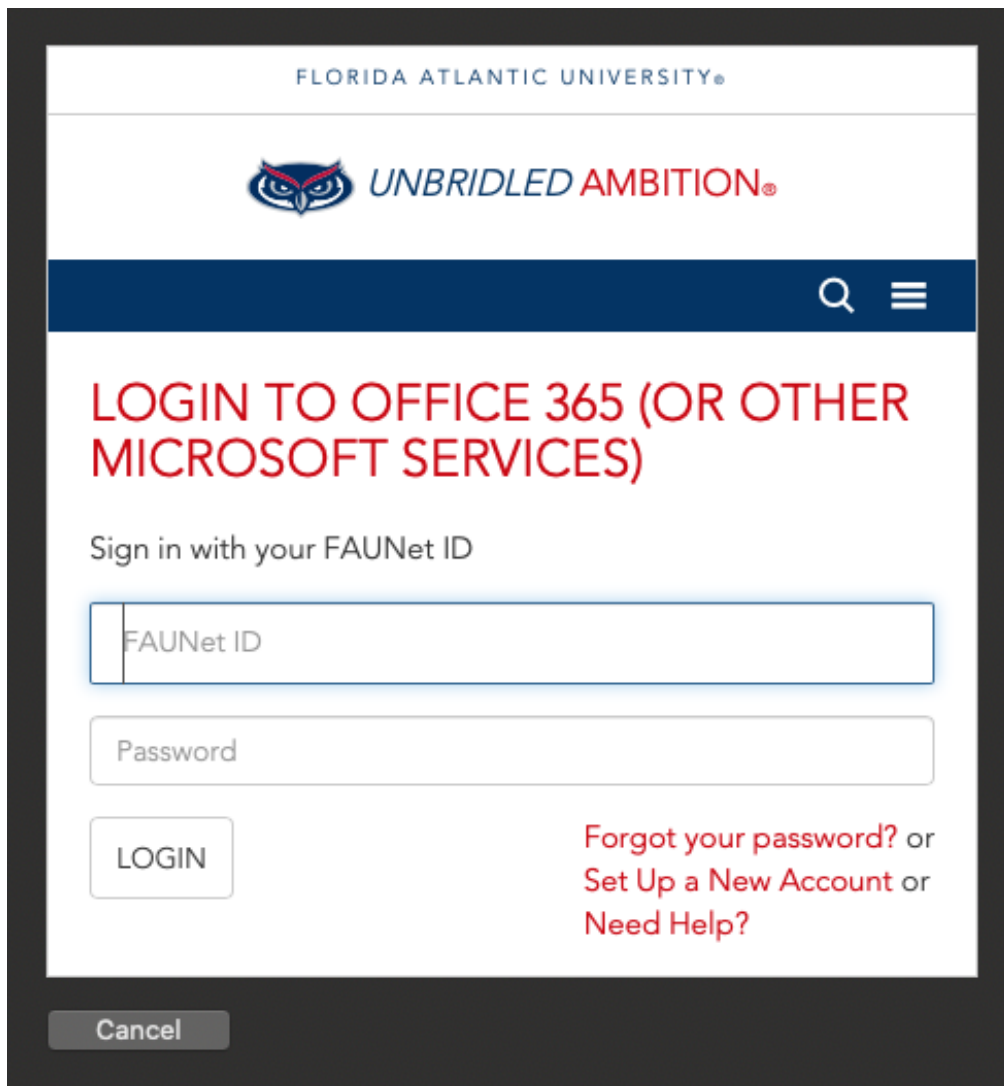 FLORIDA ATLANTIC UNIVERSITY®
UNBRIDLED AMBITION®
LOGIN TO OFFICE 365 (OR OTHER
MICROSOFT SERVICES)
Sign in with your FAUNet ID
FAUNet ID
Password
LOGIN
Forgot your password? or
Set Up a New Account or
Need Help?
Cancel